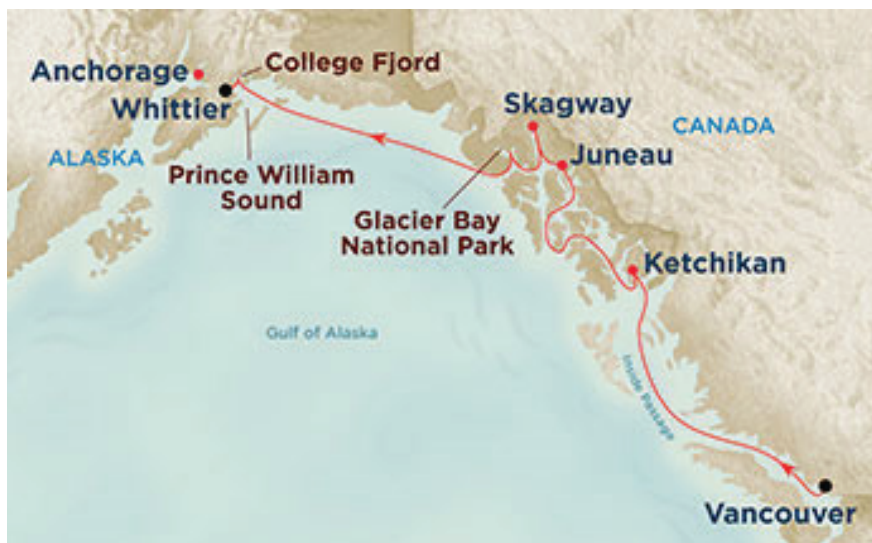 College Fjord
Anchorage
Whittier
Skagway
CANADA
ALASKA
Juneau
Prince William
Sound
Glacier Bay
National Park
Ketchikan
Gulf of Alaska
Inside Passage
Vancouver